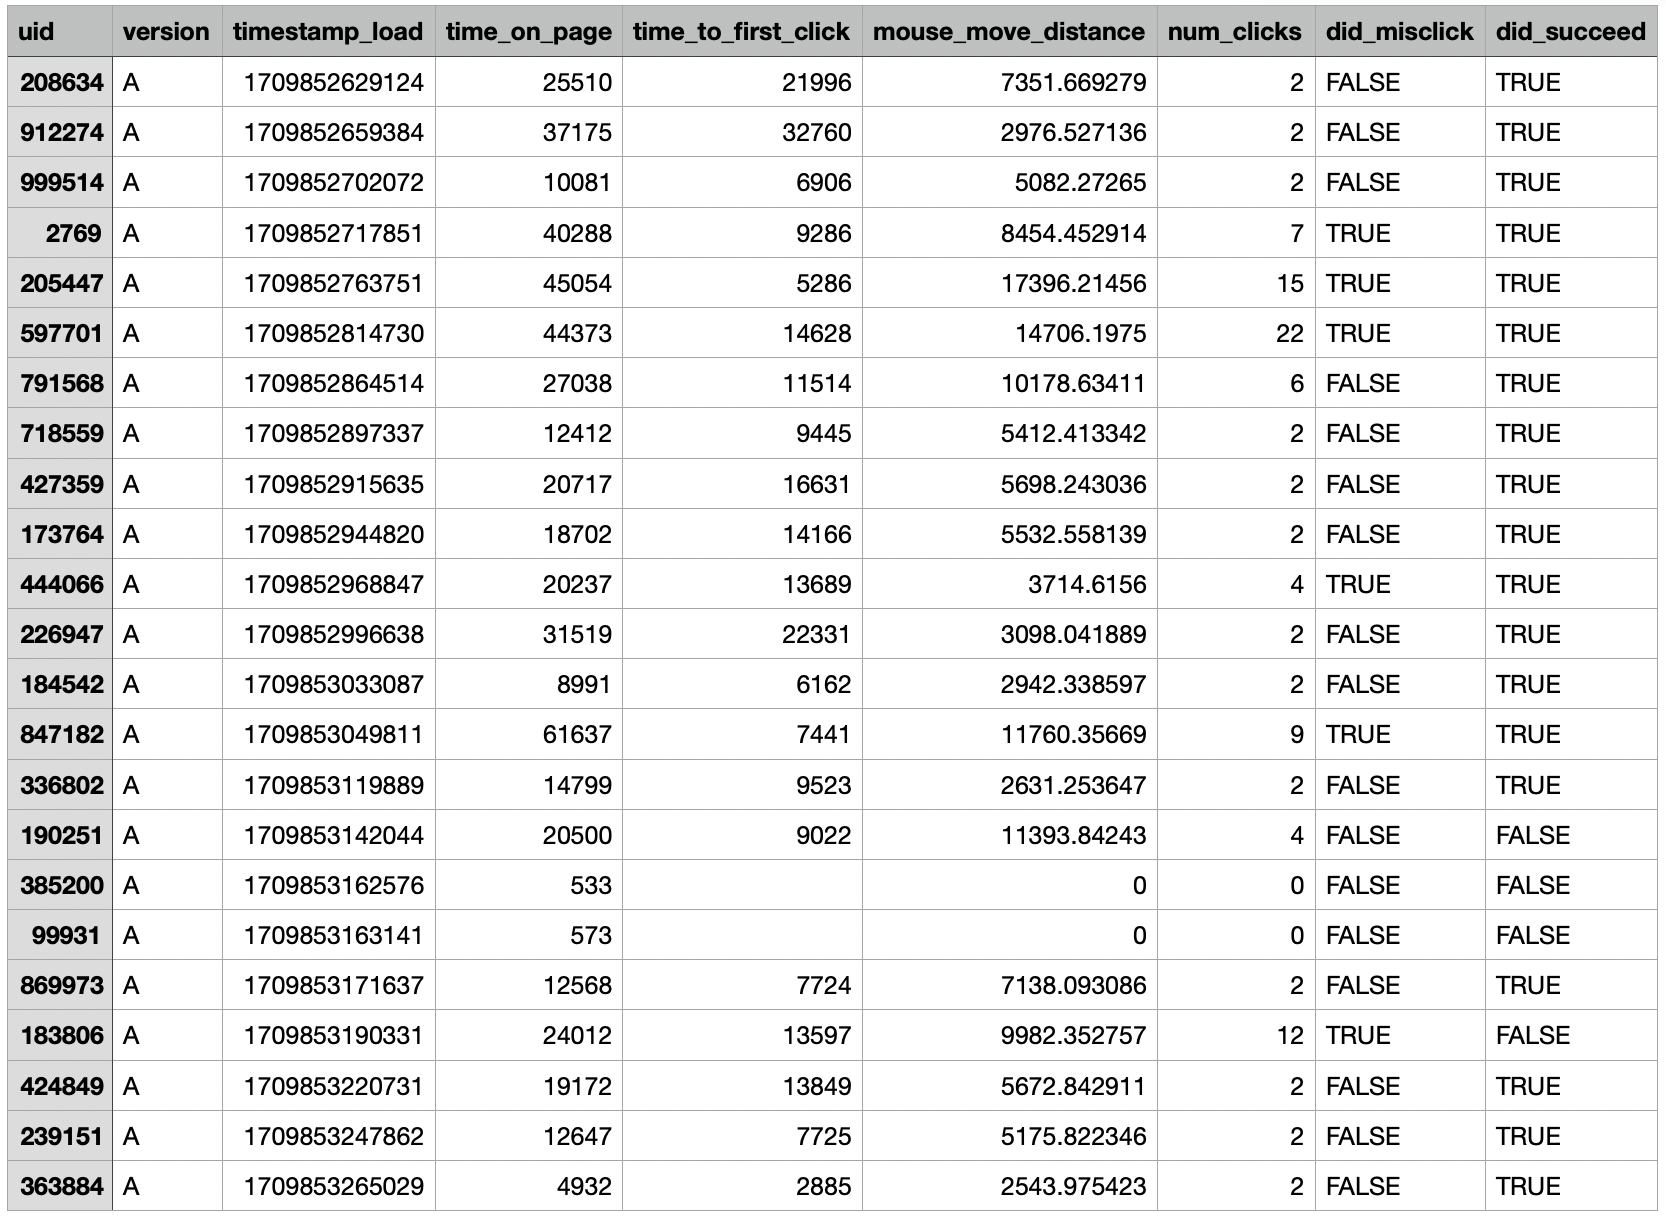 uid version timestamp_load time_on_page time_to_first_click mouse_move_distance num_clicks did_misclick did_succeed
208634 A 1709852629124 25510 21996 7351.669279 2 FALSE TRUE
912274 A 1709852659384 37175 32760 2976.527136 2 FALSE TRUE
999514 A 1709852702072 10081 6906 5082.27265 2 FALSE TRUE
2769 A 1709852717851 40288 9286 8454.452914 7 TRUE TRUE
205447 A 1709852763751 45054 5286 17396.21456 15 TRUE TRUE
597701 A 1709852814730 44373 14628 14706.1975 22 TRUE TRUE
791568 A 1709852864514 27038 11514 10178.63411 6 FALSE TRUE
718559 A 1709852897337 12412 9445 5412.413342 2 FALSE TRUE
427359 A 1709852915635 20717 16631 5698.243036 2 FALSE TRUE
173764 A 1709852944820 18702 14166 5532.558139 2 FALSE TRUE
444066 A 1709852968847 20237 13689 3714.6156 4 TRUE TRUE
226947 A 1709852996638 31519 22331 3098.041889 2 FALSE TRUE
184542 A 1709853033087 8991 6162 2942.338597 2 FALSE TRUE
847182 A 1709853049811 61637 7441 11760.35669 9 TRUE TRUE
336802 A 1709853119889 14799 9523 2631.253647 2 FALSE TRUE
190251 A 1709853142044 20500 9022 11393.84243 4 FALSE FALSE
385200 A 1709853162576 533 0 0 FALSE FALSE
99931 A 1709853163141 573 0 0 FALSE FALSE
869973 A 1709853171637 12568 7724 7138.093086 2 FALSE TRUE
183806 A 1709853190331 24012 13597 9982.352757 12 TRUE FALSE
424849 A 1709853220731 19172 13849 5672.842911 2 FALSE TRUE
239151 A 1709853247862 12647 7725 5175.822346 2 FALSE TRUE
363884 A 1709853265029 4932 2885 2543.975423 2 FALSE TRUE